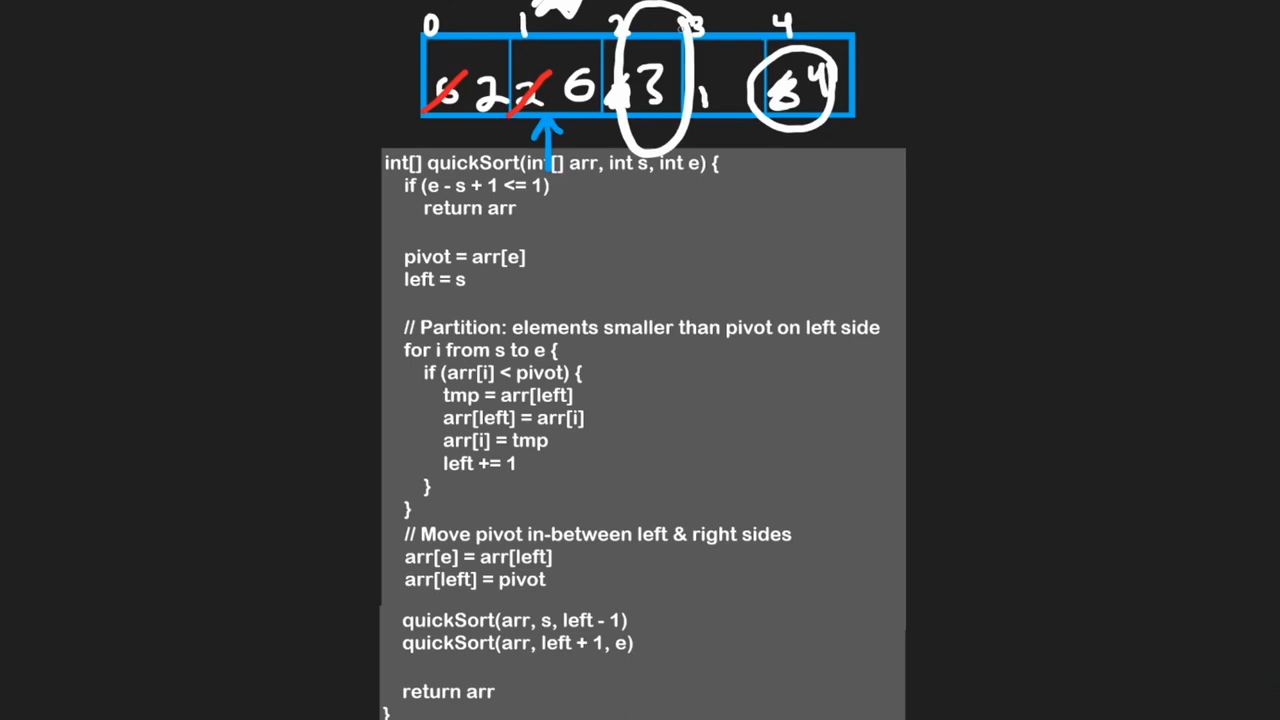 0 1 2 3 4
6 2 2 6 3 1 4
int[] quickSort(int[] arr, int s, int e) {
if (e - s + 1 <= 1)
return arr
pivot = arr[e]
left = s
// Partition: elements smaller than pivot on left side
for i from s to e {
if (arr[i] < pivot) {
tmp = arr[left]
arr[left] = arr[i]
arr[i] = tmp
left += 1
}
}
// Move pivot in-between left & right sides
arr[e] = arr[left]
arr[left] = pivot
quickSort(arr, s, left - 1)
quickSort(arr, left + 1, e)
return arr
}